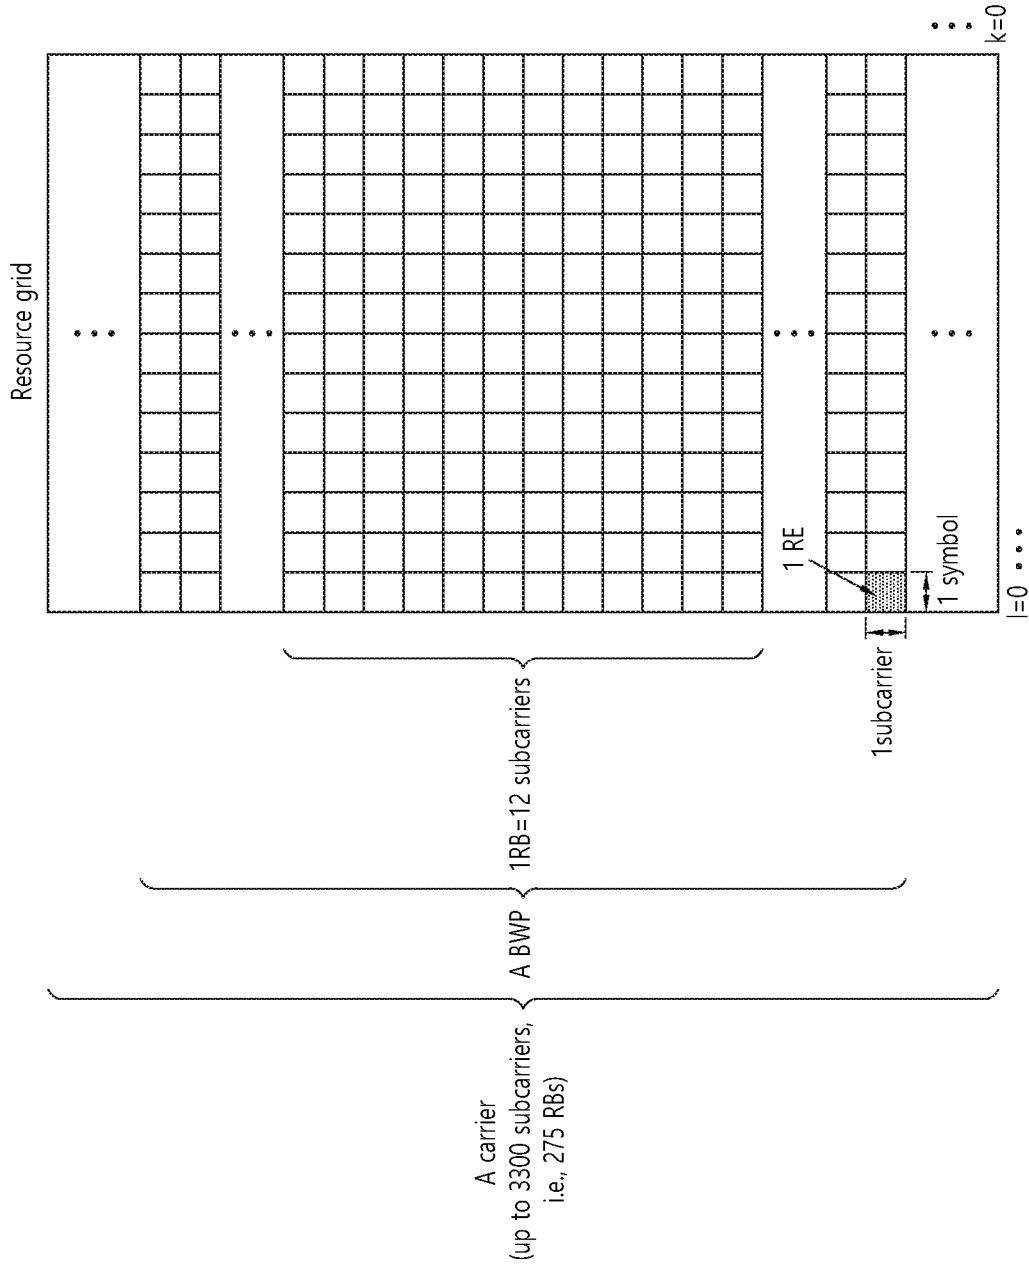 Resource grid
A carrier
(up to 3300 subcarriers,
i.e., 275 RBs)
A BWP
1RB=12 subcarriers
1subcarrier
1 RE
1 symbol
l=0
k=0